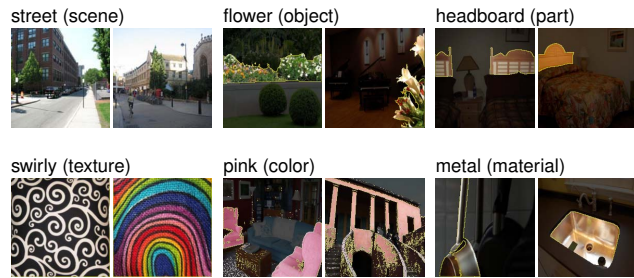 street (scene)
flower (object)
headboard (part)
swirly (texture)
pink (color)
metal (material)